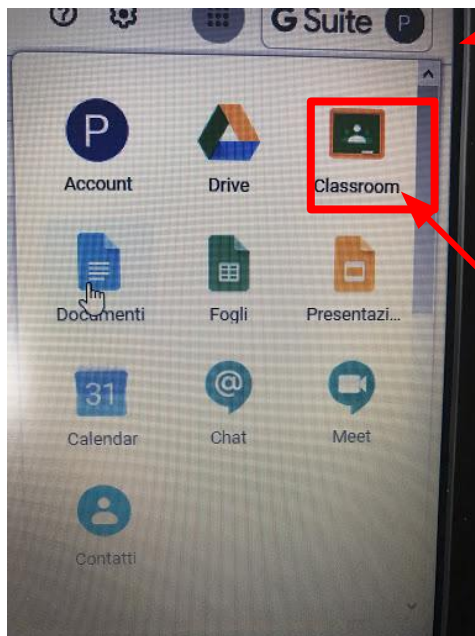 G Suite P
P
Account Drive Classroom
Documenti Fogli Presentazi...
31 @
Calendar Chat Meet
Contatti